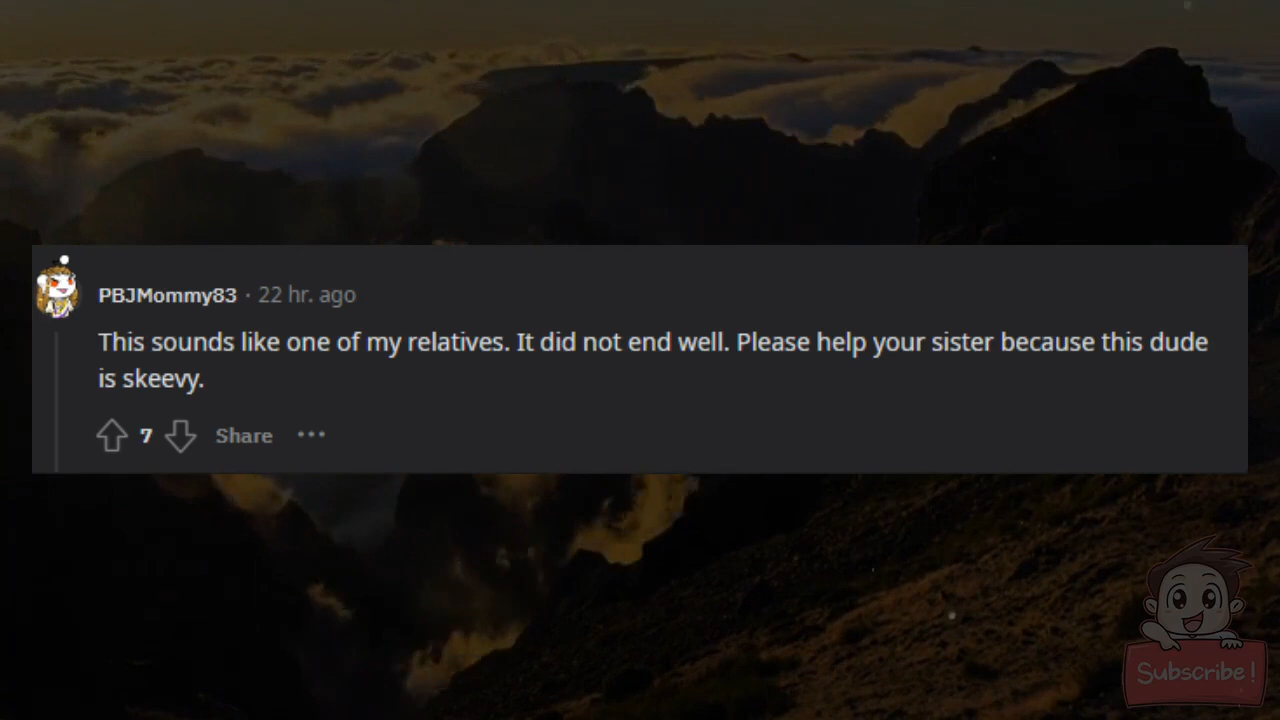 PBJMommy83 · 22 hr. ago
This sounds like one of my relatives. It did not end well. Please help your sister because this dude
is skeevy.
7 Share ···
Subscribe!